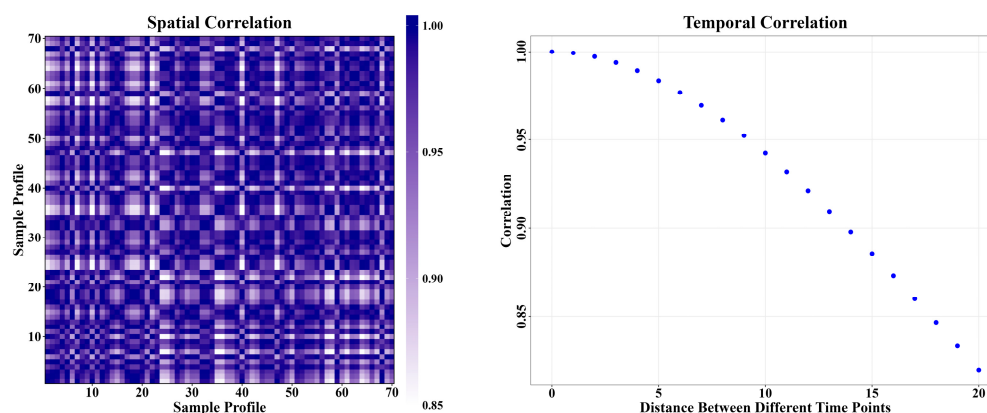 Spatial Correlation
70
60
50
40
30
20
10
Sample Profile
10 20 30 40 50 60 70
Sample Profile
1.00
0.95
0.90
0.85
Temporal Correlation
1.00
0.95
0.90
0.85
Correlation
0 5 10 15 20
Distance Between Different Time Points